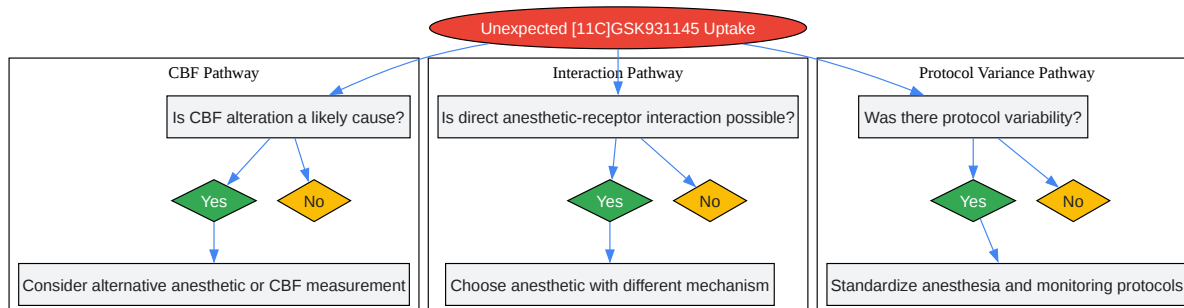 Unexpected [11C]GSK931145 Uptake
CBF Pathway
Interaction Pathway
Protocol Variance Pathway
Is CBF alteration a likely cause?
Is direct anesthetic-receptor interaction possible?
Was there protocol variability?
Yes
No
Yes
No
Yes
No
Consider alternative anesthetic or CBF measurement
Choose anesthetic with different mechanism
Standardize anesthesia and monitoring protocols